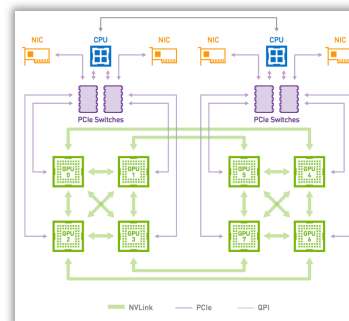 NIC CPU NIC NIC CPU NIC
PCIe Switches PCIe Switches
GPU 0 GPU 1 GPU 5 GPU 4
GPU 2 GPU 3 GPU 7 GPU 6
NVLink PCIe QPI